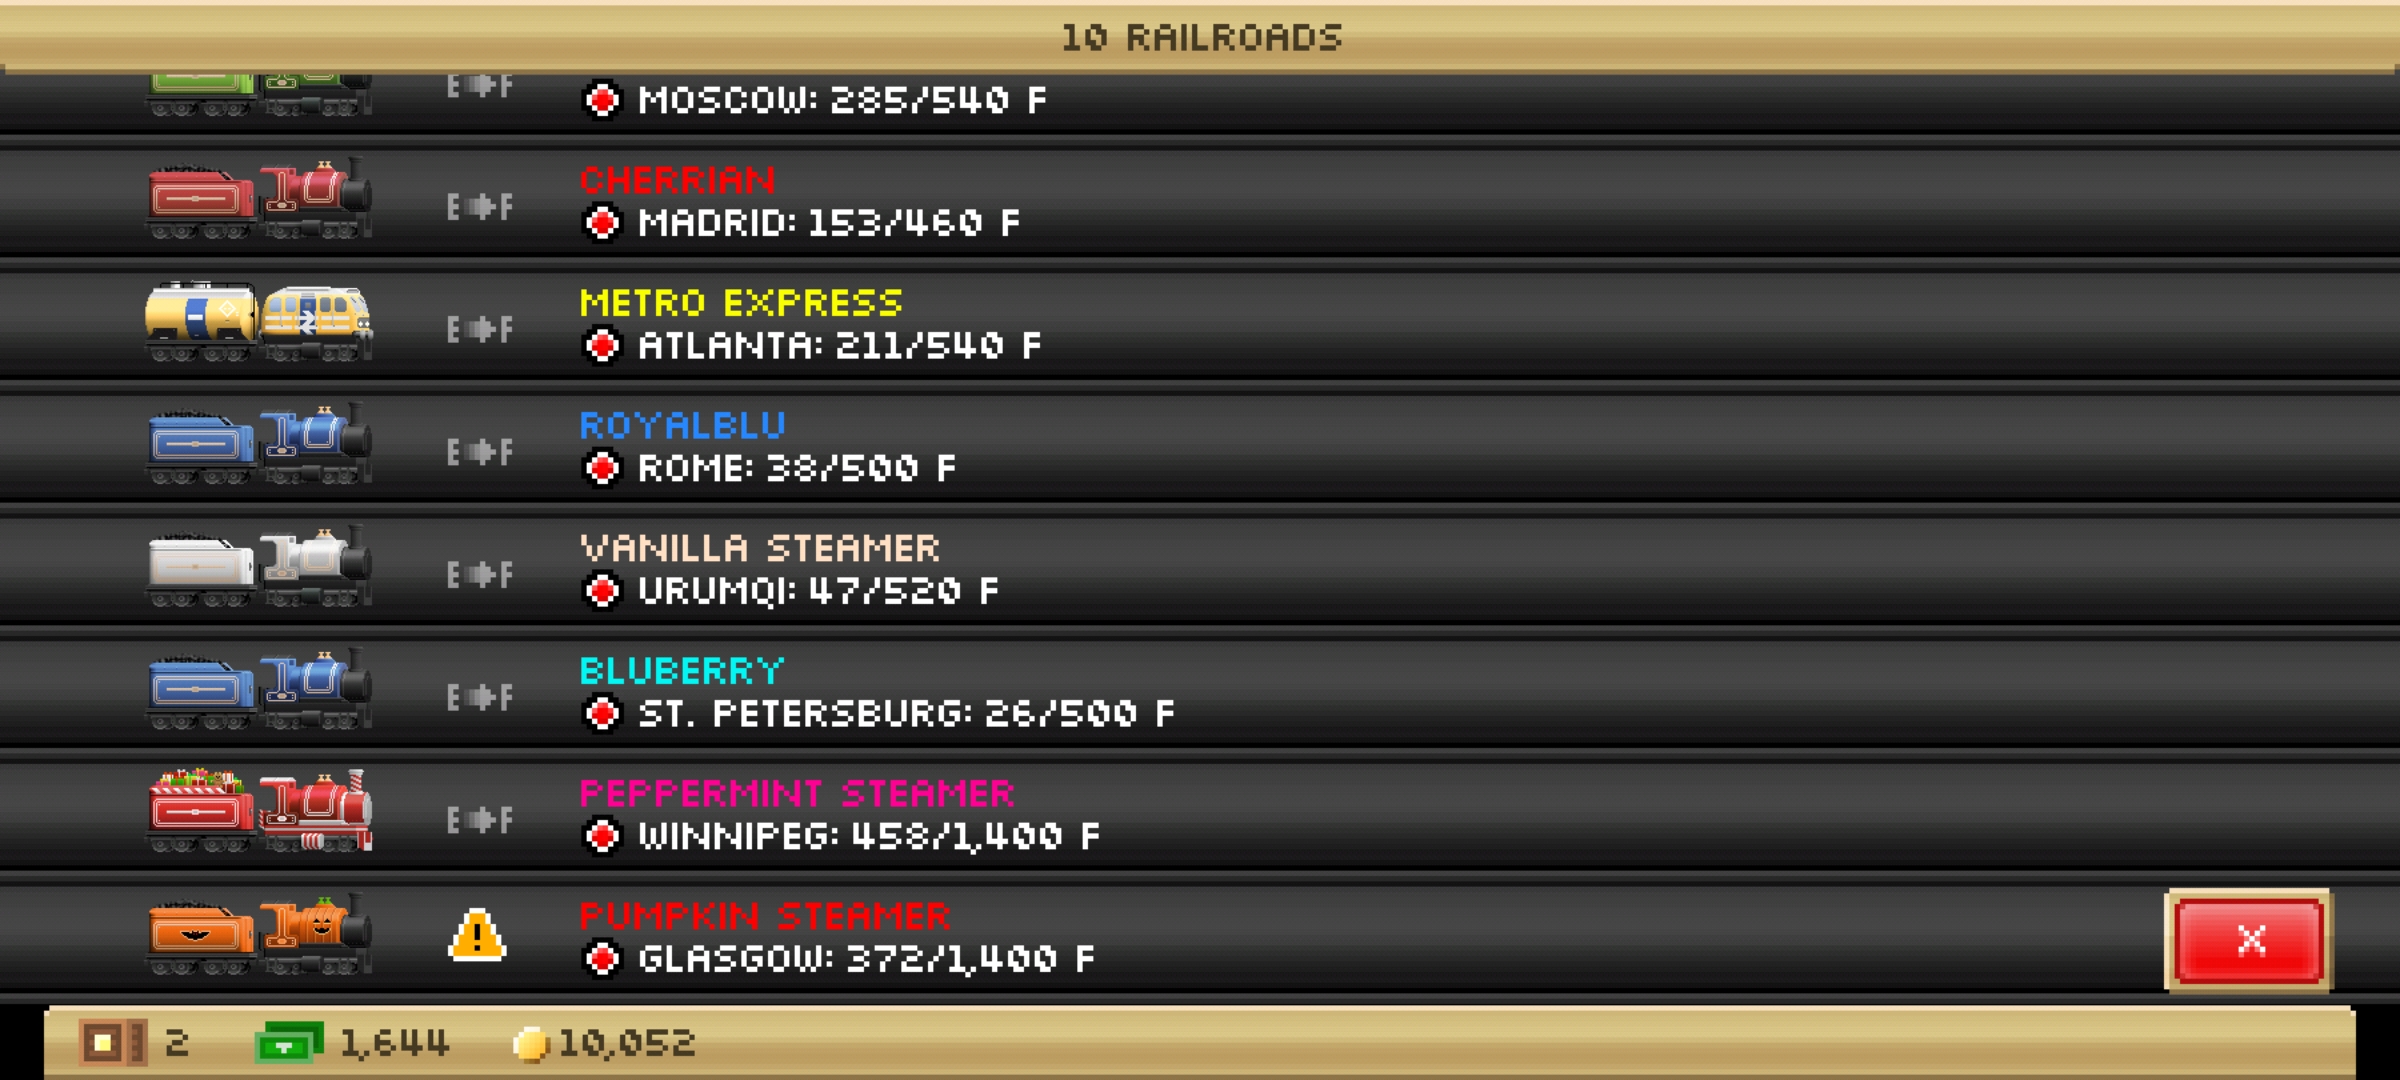 10 RAILROADS
E F
MOSCOW: 285/540 F
CHERRIAN
E F
MADRID: 153/460 F
METRO EXPRESS
E F
ATLANTA: 211/540 F
ROYALBLU
E F
ROME: 38/500 F
VANILLA STEAMER
E F
URUMQI: 47/520 F
BLUBERRY
E F
ST. PETERSBURG: 26/500 F
PEPPERMINT STEAMER
E F
WINNIPEG: 458/1,400 F
PUMPKIN STEAMER
!
GLASGOW: 372/1,400 F
X
2 1,644 10,052